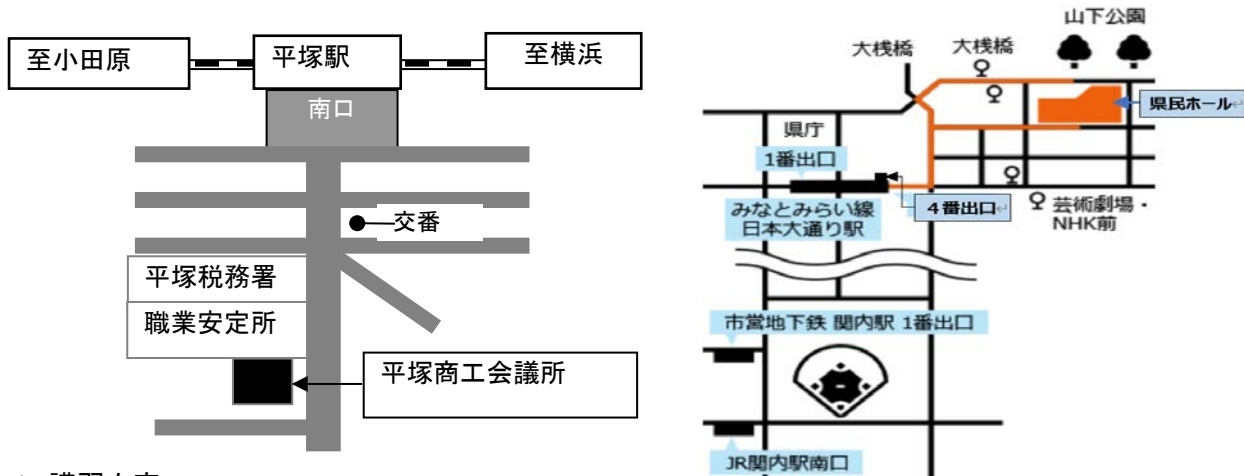 至小田原
平塚駅
至横浜
南口
交番
平塚税務署
職業安定所
平塚商工会議所
山下公園
大桟橋
大桟橋
県民ホール
県庁
1番出口
4番出口
みなとみらい線
日本大通り駅
芸術劇場・
NHK前
市営地下鉄 関内駅 1番出口
JR関内駅南口